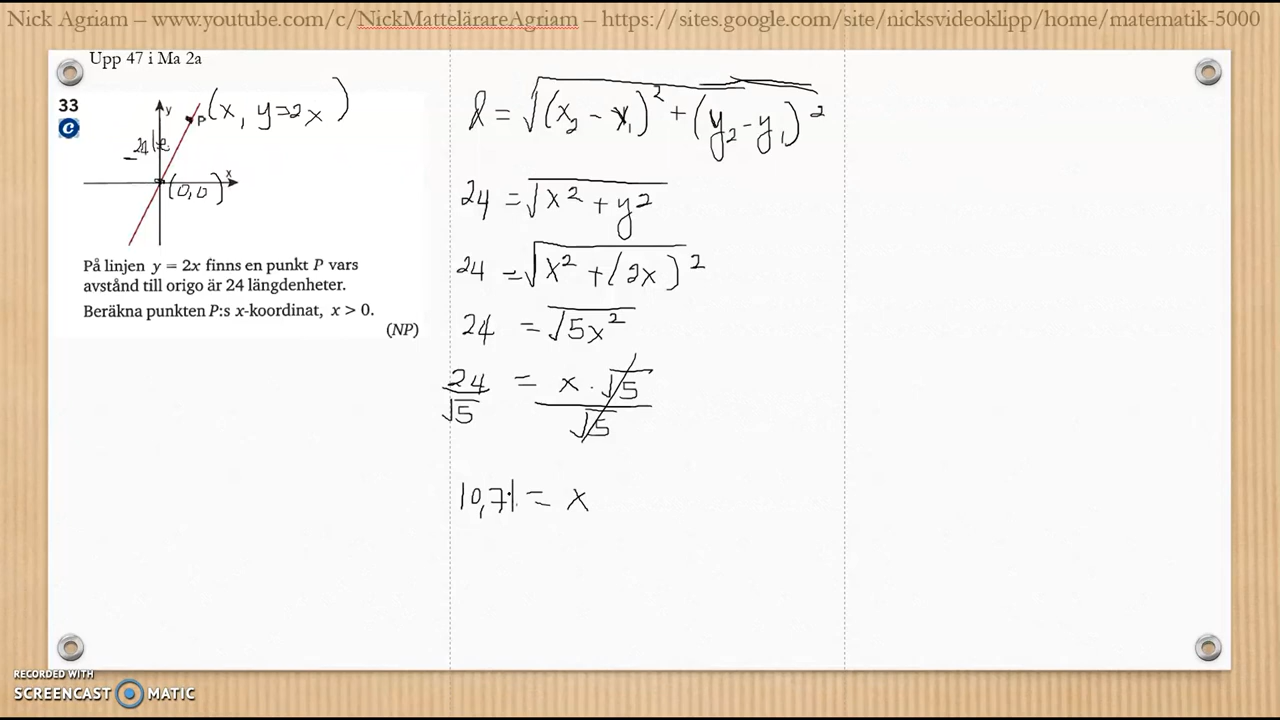 Nick Agriam – www.youtube.com/c/NickMattelärareAgriam – https://sites.google.com/site/nicksvideoklipp/home/matematik-5000
Upp 47 i Ma 2a
33
C
y
P (x, y=2x)
24 le
x
(0,0)
På linjen y = 2x finns en punkt P vars
avstånd till origo är 24 längdenheter.
Beräkna punkten P:s x-koordinat, x > 0.
(NP)
d = √(x₂ - x₁)² + (y₂ - y₁)²
24 = √x² + y²
24 = √x² + (2x)²
24 = √5x²
24/√5 = x · √5/√5
10,7 = x
RECORDED WITH
SCREENCAST MATIC